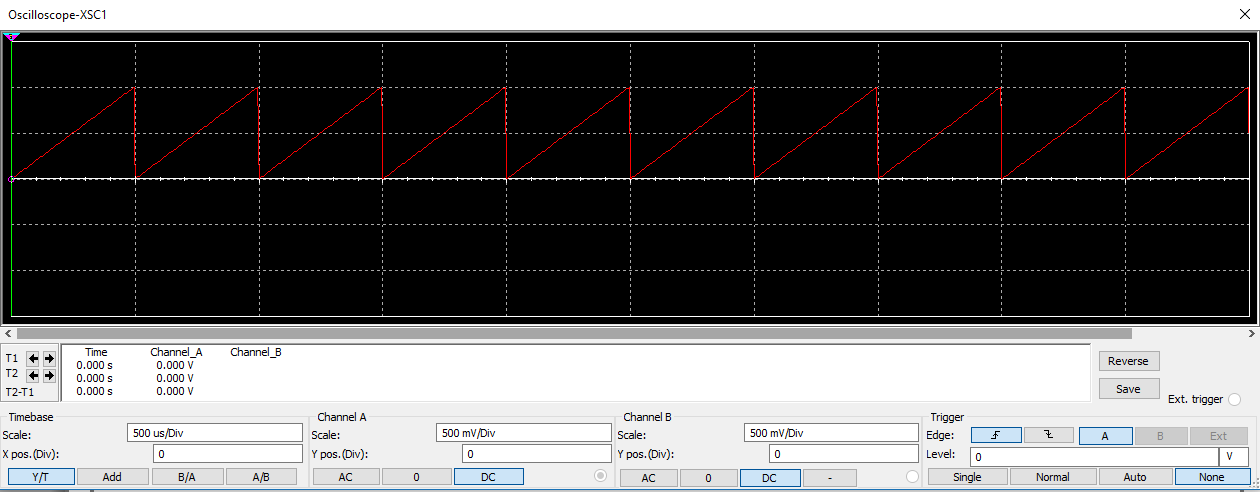 Oscilloscope-XSC1
Time Channel_A Channel_B
T1 0.000 s 0.000 V
T2 0.000 s 0.000 V
T2-T1 0.000 s 0.000 V
Reverse
Save
Ext. trigger
Timebase Channel A Channel B Trigger
Scale: 500 us/Div Scale: 500 mV/Div Scale: 500 mV/Div Edge: A B Ext
X pos.(Div): 0 Y pos.(Div): 0 Y pos.(Div): 0 Level: 0 V
Y/T Add B/A A/B AC 0 DC AC 0 DC - Single Normal Auto None